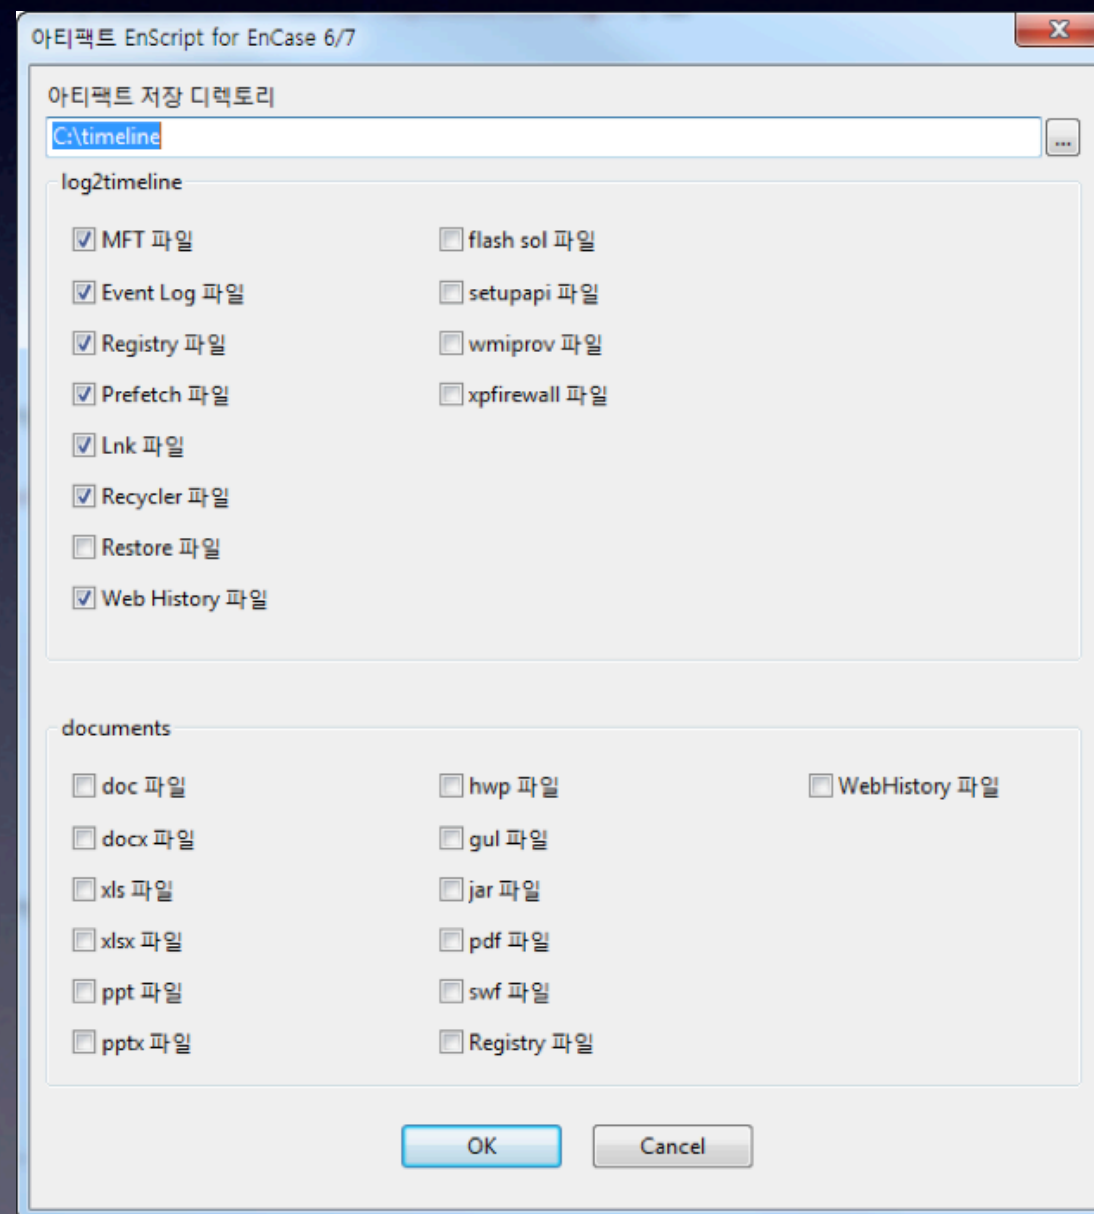 아티팩트 EnScript for EnCase 6/7
아티팩트 저장 디렉토리
C:\timeline
...
log2timeline
MFT 파일
flash sol 파일
Event Log 파일
setupapi 파일
Registry 파일
wmiprov 파일
Prefetch 파일
xpfirewall 파일
Lnk 파일
Recycler 파일
Restore 파일
Web History 파일
documents
doc 파일
hwp 파일
WebHistory 파일
docx 파일
gul 파일
xls 파일
jar 파일
xlsx 파일
pdf 파일
ppt 파일
swf 파일
pptx 파일
Registry 파일
OK
Cancel